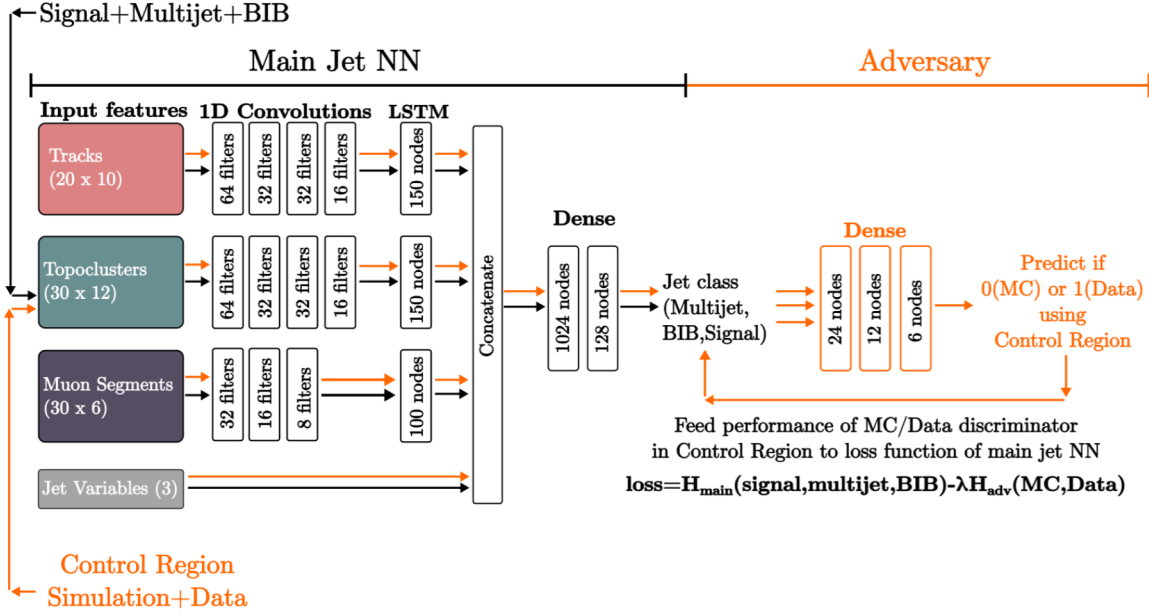 Signal+Multijet+BIB
Main Jet NN
Adversary
Input features
1D Convolutions
LSTM
Tracks
(20 x 10)
64 filters
32 filters
32 filters
16 filters
150 nodes
Topoclusters
(30 x 12)
64 filters
32 filters
32 filters
16 filters
150 nodes
Muon Segments
(30 x 6)
32 filters
16 filters
8 filters
100 nodes
Jet Variables (3)
Concatenate
Dense
1024 nodes
128 nodes
Jet class
(Multijet,
BIB,Signal)
Dense
24 nodes
12 nodes
6 nodes
Predict if
0(MC) or 1(Data)
using
Control Region
Feed performance of MC/Data discriminator
in Control Region to loss function of main jet NN
loss=Hmain(signal,multijet,BIB)-λHadv(MC,Data)
Control Region
Simulation+Data